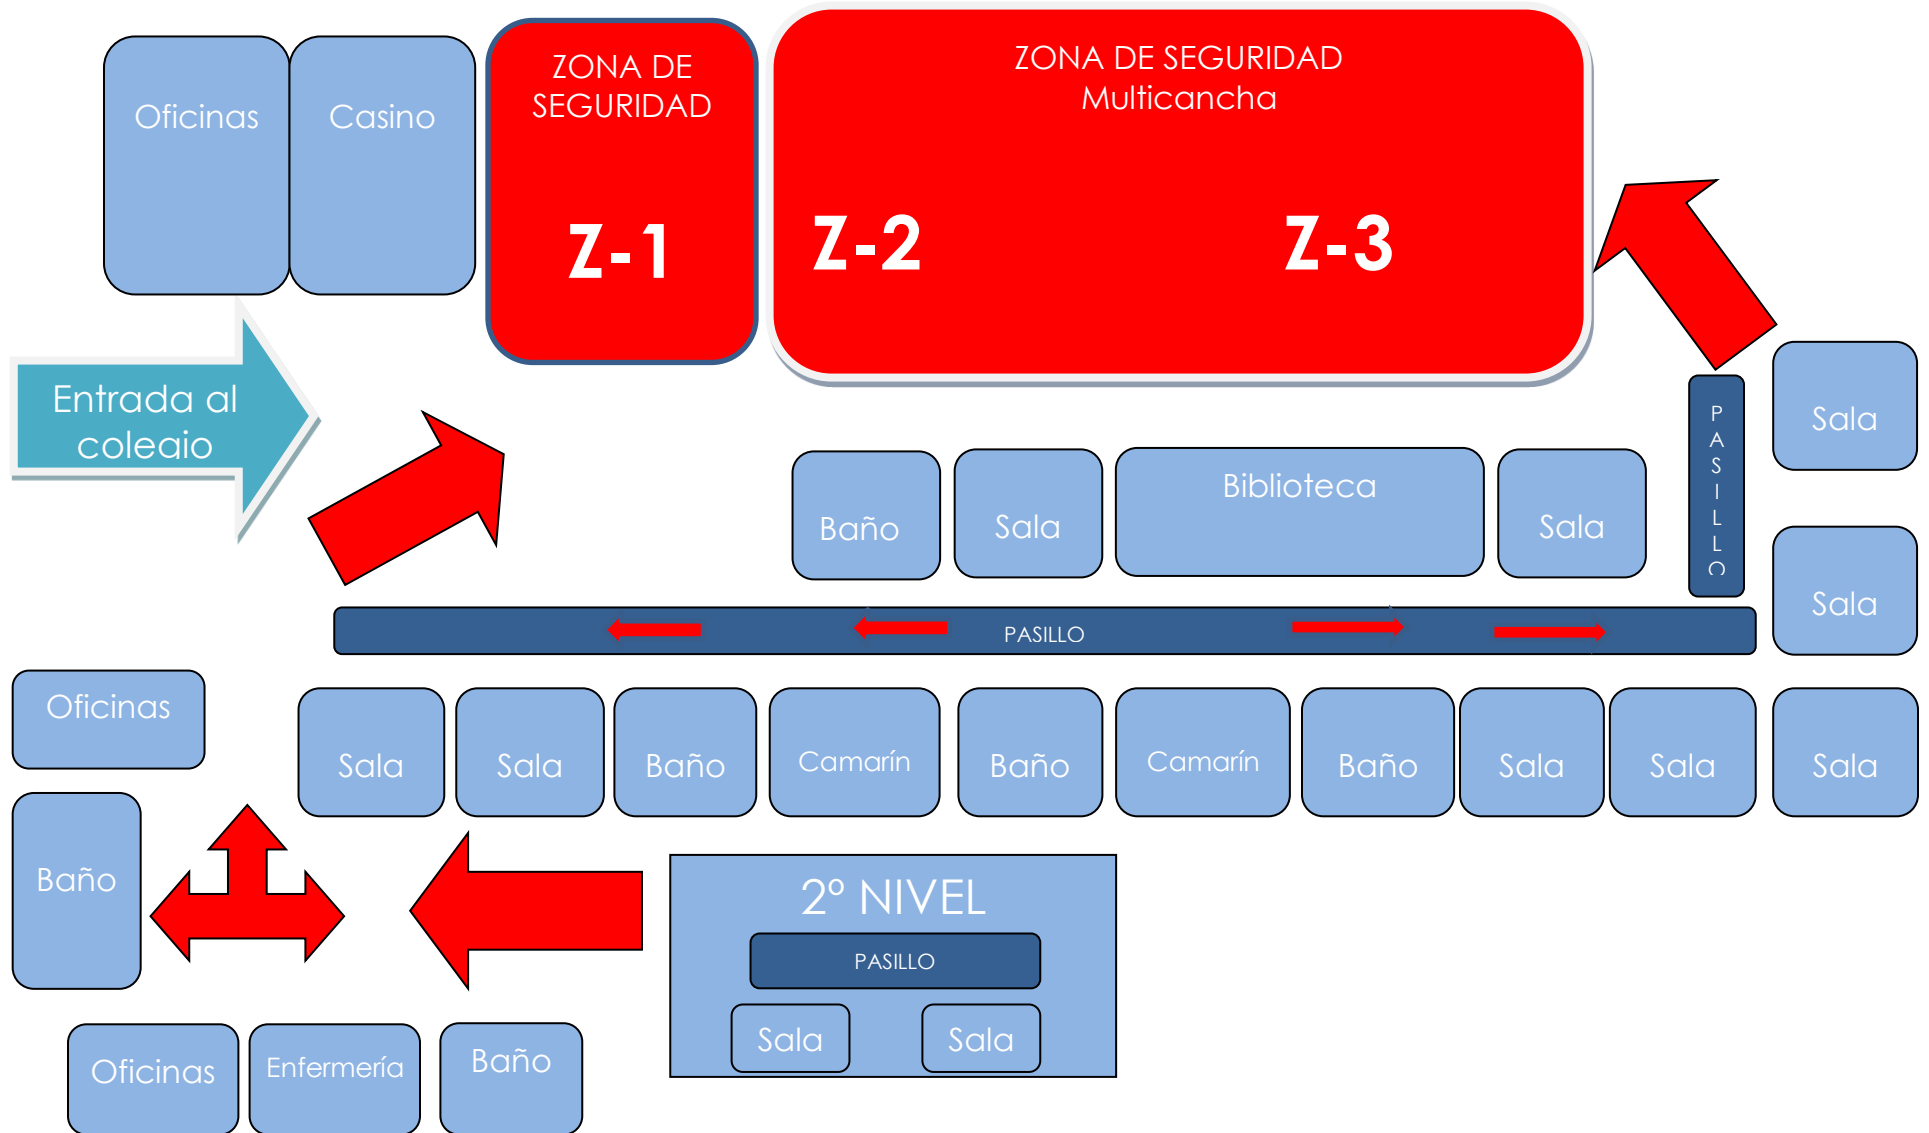 Oficinas
Casino
ZONA DE
SEGURIDAD
Z-1
ZONA DE SEGURIDAD
Multicancha
Z-2
Z-3
Entrada al
colegio
PASILLO
Sala
Baño
Sala
Biblioteca
Sala
Sala
PASILLO
Oficinas
Sala
Sala
Baño
Camarín
Baño
Camarín
Baño
Sala
Sala
Sala
Baño
2º NIVEL
PASILLO
Sala
Sala
Oficinas
Enfermería
Baño